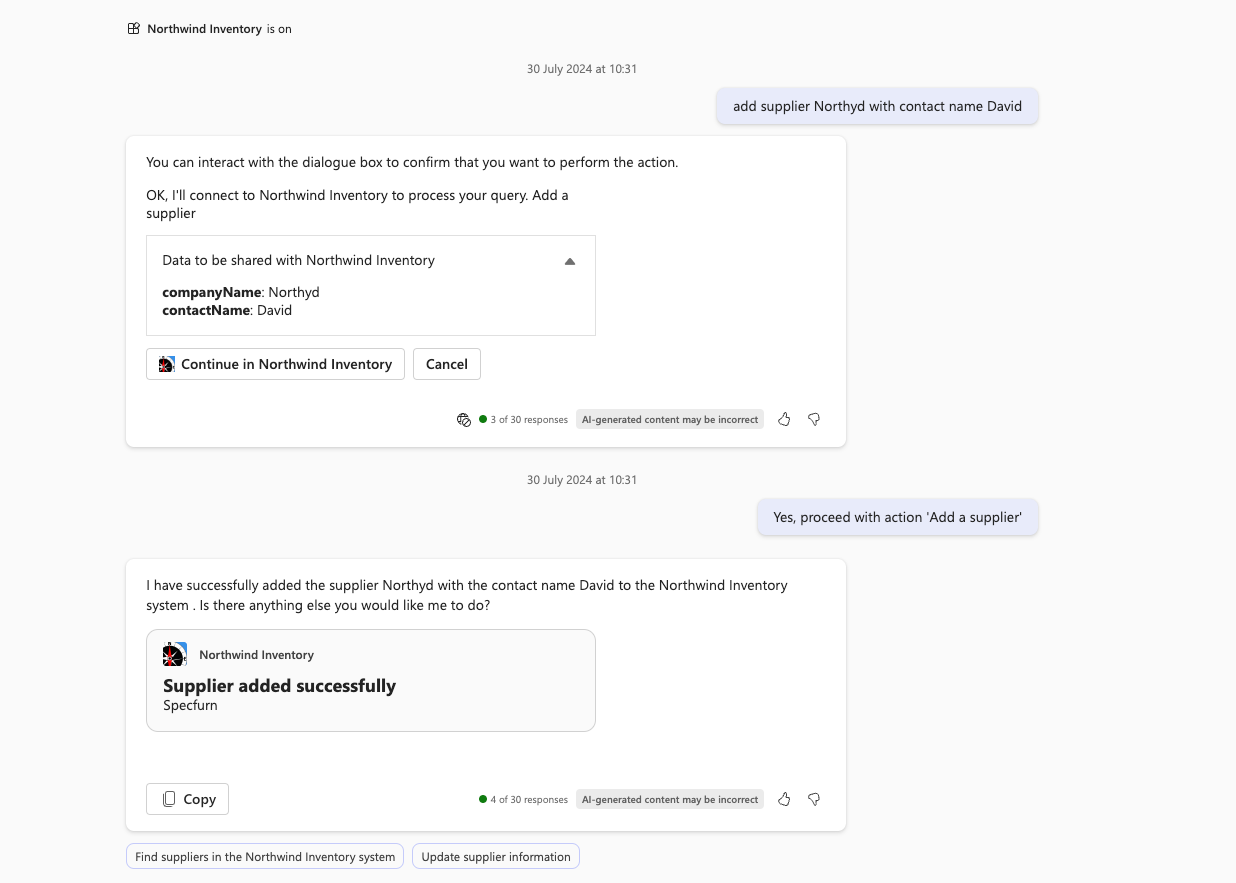 Northwind Inventory is on
30 July 2024 at 10:31
add supplier Northyd with contact name David
You can interact with the dialogue box to confirm that you want to perform the action.
OK, I'll connect to Northwind Inventory to process your query. Add a
supplier
Data to be shared with Northwind Inventory
companyName: Northyd
contactName: David
Continue in Northwind Inventory
Cancel
3 of 30 responses
AI-generated content may be incorrect
30 July 2024 at 10:31
Yes, proceed with action 'Add a supplier'
I have successfully added the supplier Northyd with the contact name David to the Northwind Inventory
system . Is there anything else you would like me to do?
Northwind Inventory
Supplier added successfully
Specfurn
Copy
4 of 30 responses
AI-generated content may be incorrect
Find suppliers in the Northwind Inventory system
Update supplier information